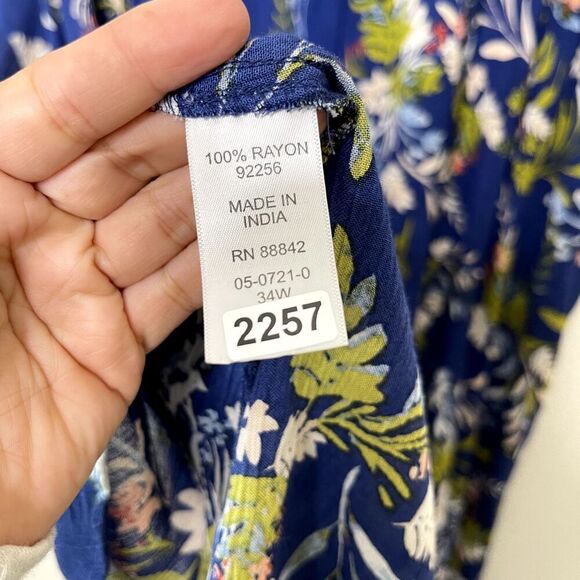 100% RAYON
92256
MADE IN
INDIA
RN 88842
05-0721-0
34W
2257